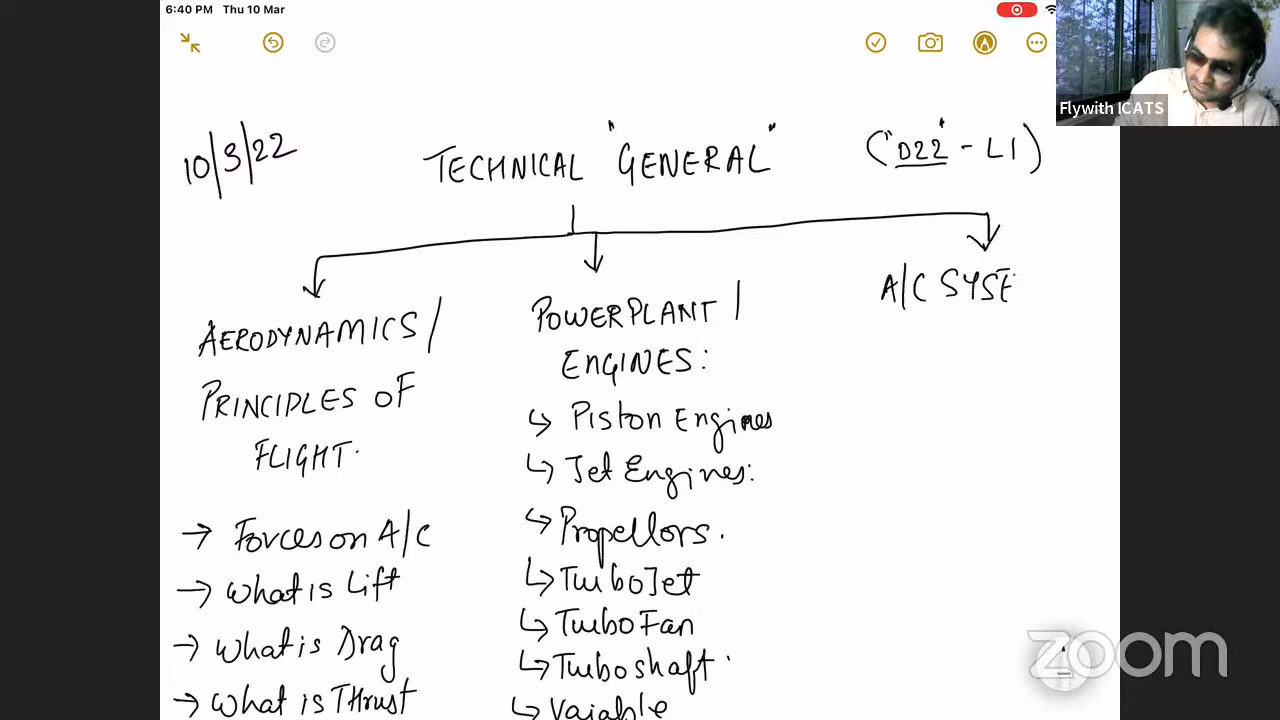 6:40 PM Thu 10 Mar
Flywith ICATS
10/3/22
TECHNICAL "GENERAL" ("D22" - L1)
AERODYNAMICS/
PRINCIPLES OF
FLIGHT.
→ Forces on A/C
→ What is Lift
→ What is Drag
→ What is Thrust
POWERPLANT /
ENGINES:
↳ Piston Engines
↳ Jet Engines:
↳ Propellors.
↳ TurboJet
↳ TurboFan
↳ Turboshaft.
↳ Vaiable
A/C SYSE
zoom